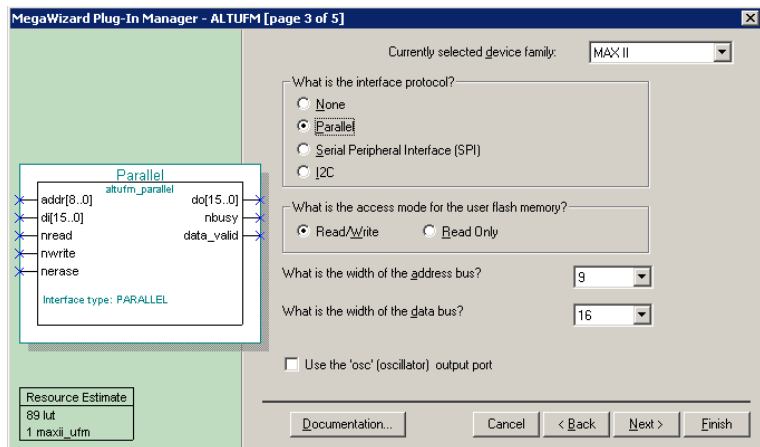 MegaWizard Plug-In Manager - ALTUFM [page 3 of 5]
Currently selected device family: MAX II
What is the interface protocol?
None
Parallel
Serial Peripheral Interface (SPI)
I2C
What is the access mode for the user flash memory?
Read/Write Read Only
What is the width of the address bus? 9
What is the width of the data bus? 16
Use the 'osc' (oscillator) output port
Parallel
altufm_parallel
addr[8..0] do[15..0]
di[15..0] nbusy
nread data_valid
nwrite
nerase
Interface type: PARALLEL
Resource Estimate
89 lut
1 maxii_ufm
Documentation... Cancel < Back Next > Finish